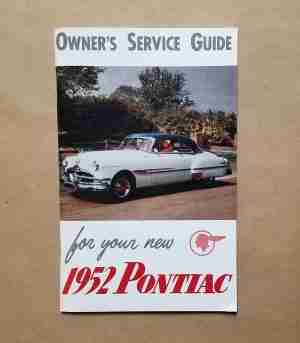 OWNER'S SERVICE GUIDE
for your new
1952 PONTIAC